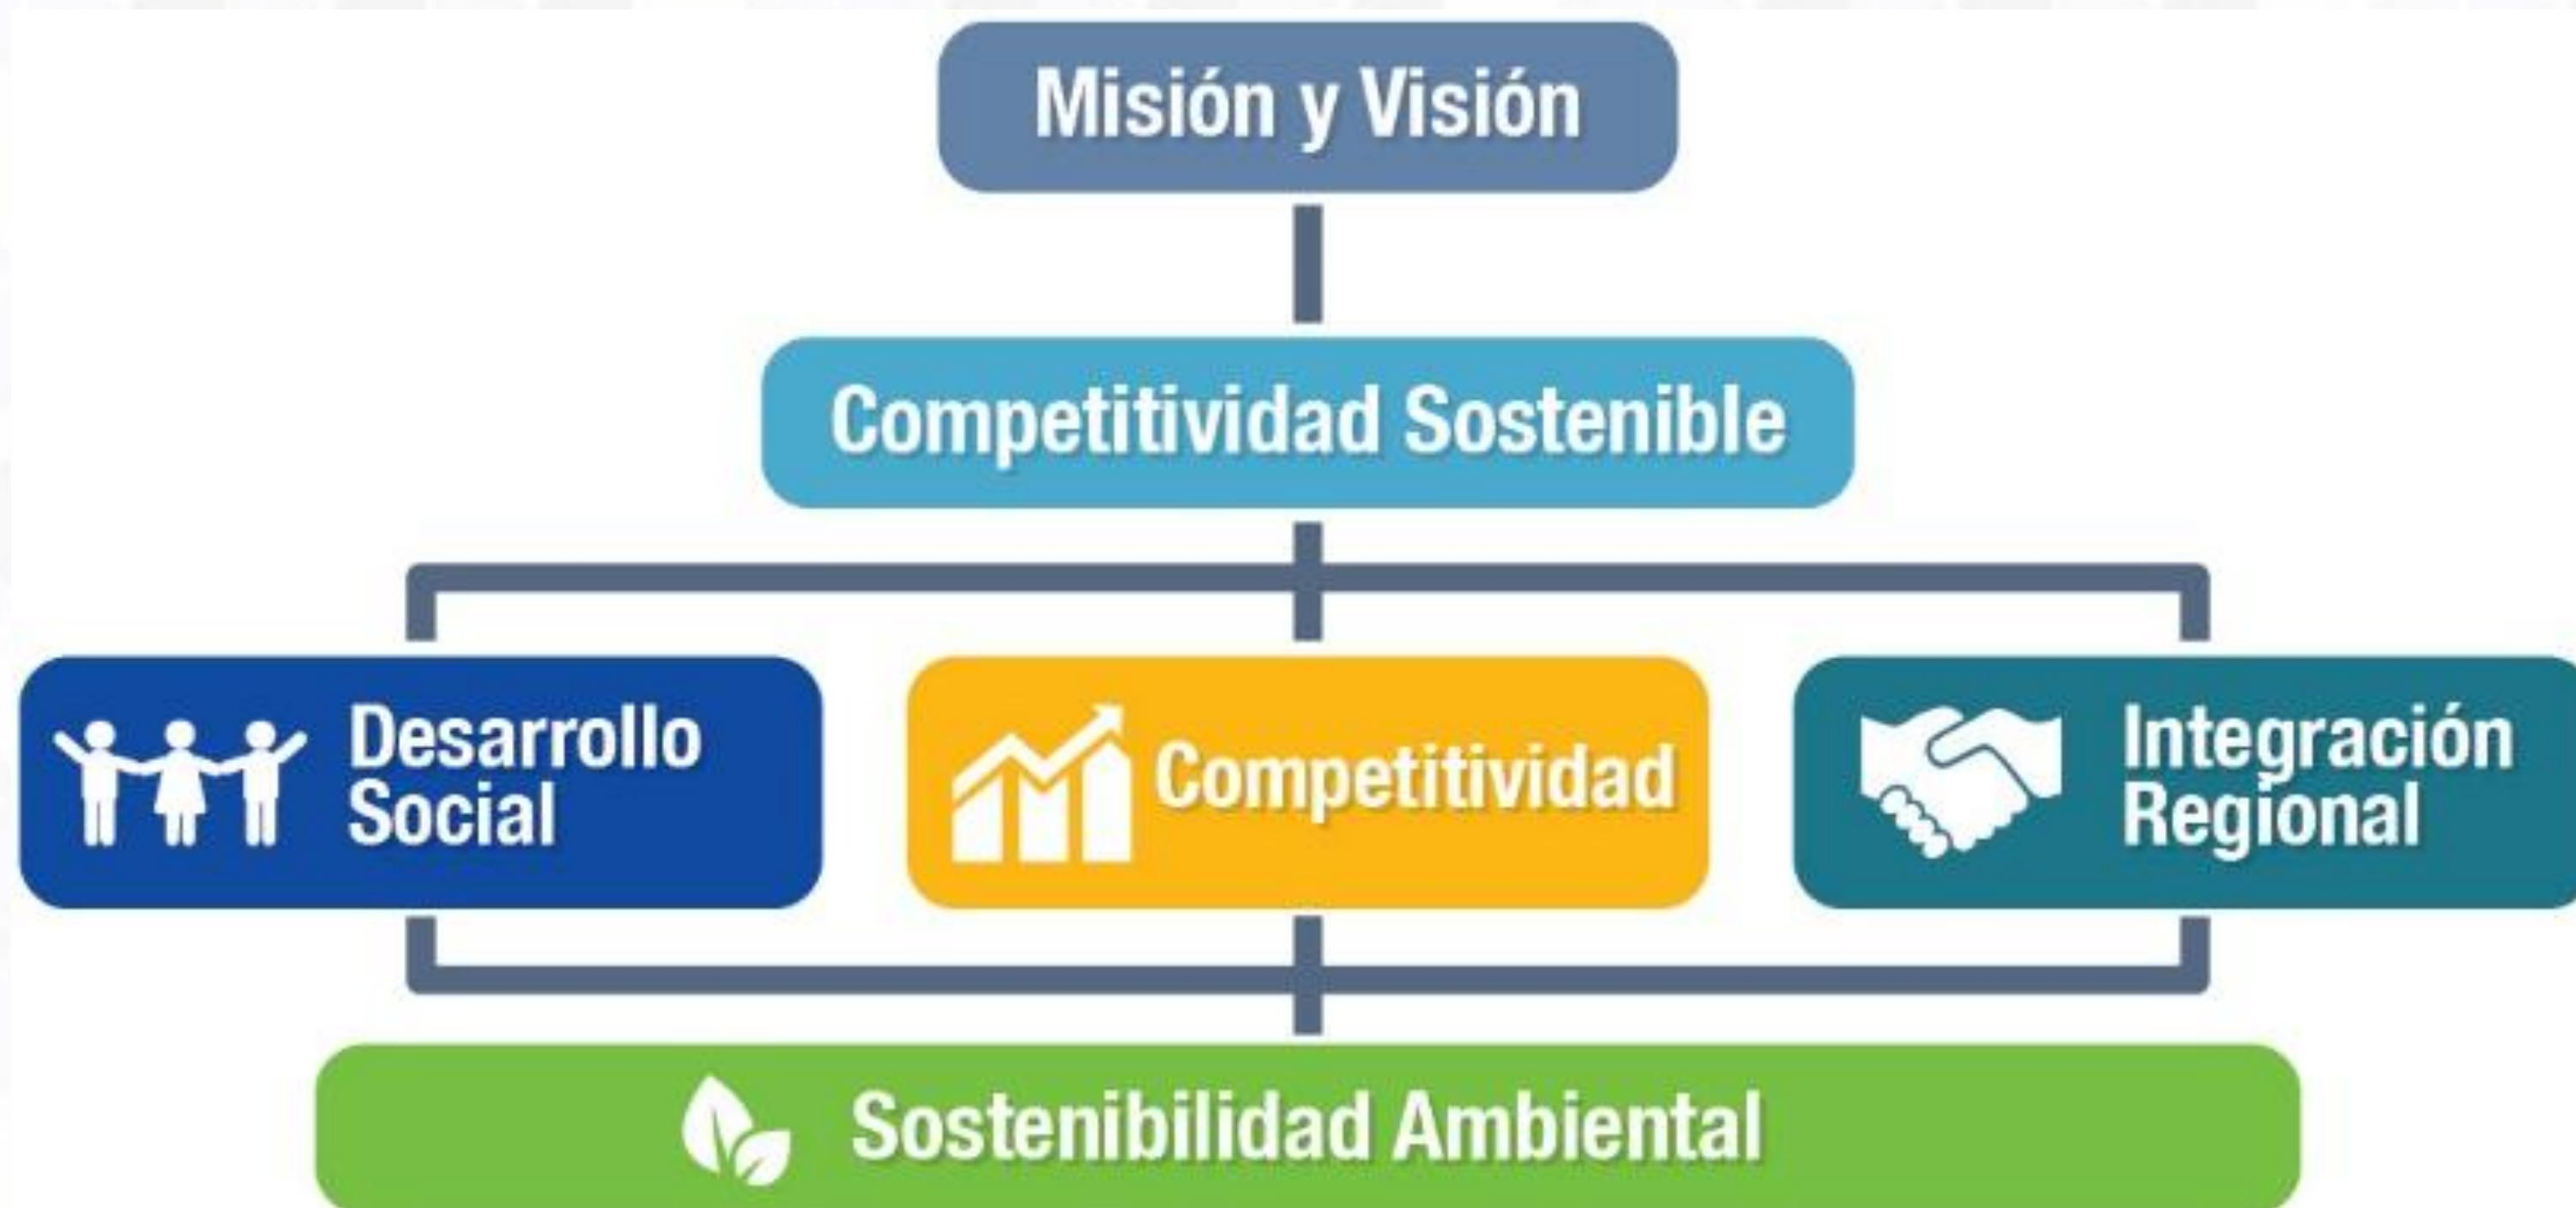 Misión y Visión
Competitividad Sostenible
Desarrollo
Social
Competitividad
Integración
Regional
Sostenibilidad Ambiental